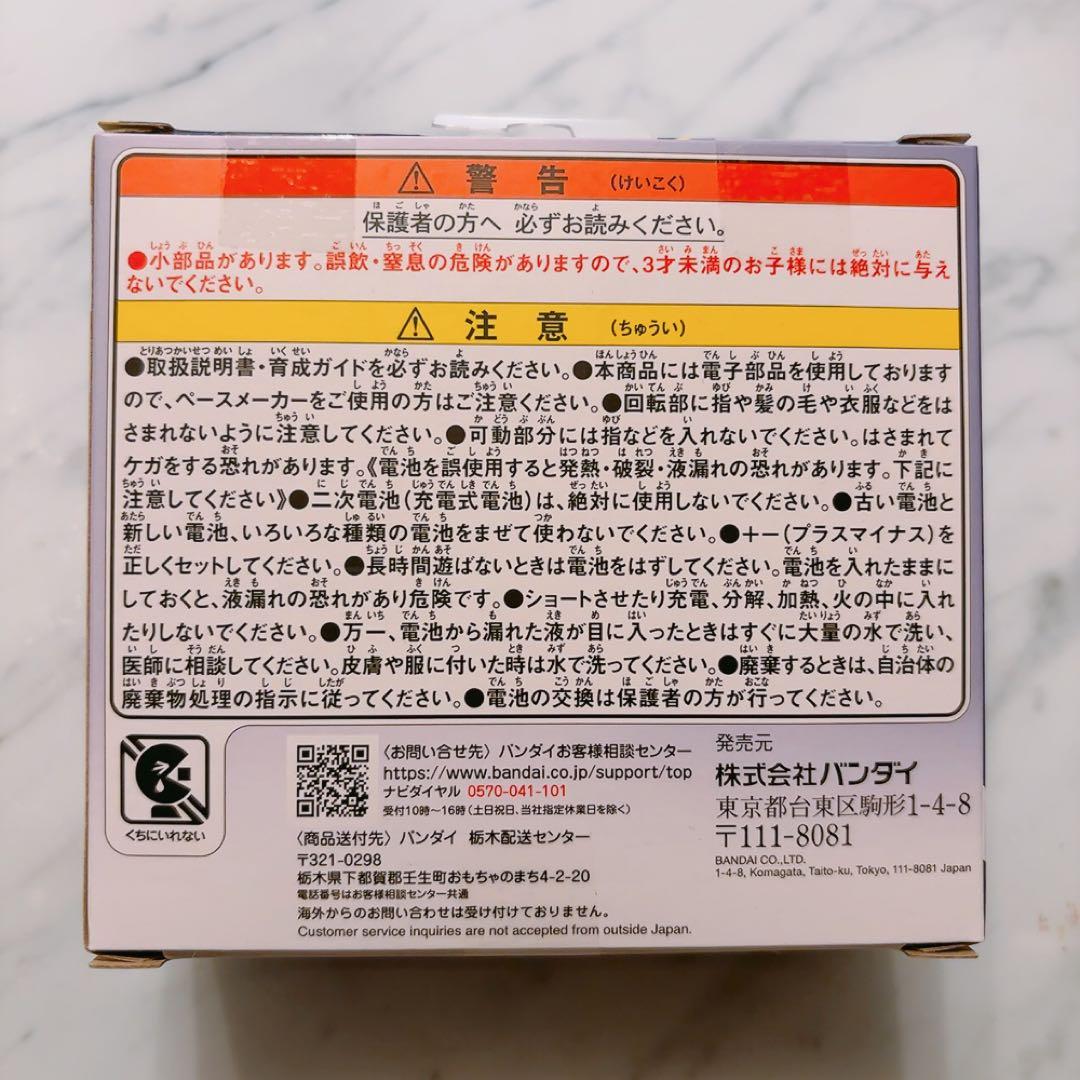 ⚠ 警告 (けいこく)
保護者の方へ 必ずお読みください。
●小部品があります。誤飲・窒息の危険がありますので、3才未満のお子様には絶対に与え
ないでください。
⚠ 注意 (ちゅうい)
●取扱説明書・育成ガイドを必ずお読みください。●本商品には電子部品を使用しております
ので、ペースメーカーをご使用の方はご注意ください。●回転部に指や髪の毛や衣服などをは
さまれないように注意してください。●可動部分には指などを入れないでください。はさまれて
ケガをする恐れがあります。《電池を誤使用すると発熱・破裂・液漏れの恐れがあります。下記に
注意してください》●二次電池(充電式電池)は、絶対に使用しないでください。●古い電池と
新しい電池、いろいろな種類の電池をまぜて使わないでください。●+-(プラスマイナス)を
正しくセットしてください。●長時間遊ばないときは電池をはずしてください。電池を入れたままに
しておくと、液漏れの恐れがあり危険です。●ショートさせたり充電、分解、加熱、火の中に入れ
たりしないでください。●万一、電池から漏れた液が目に入ったときはすぐに大量の水で洗い、
医師に相談してください。皮膚や服に付いた時は水で洗ってください。●廃棄するときは、自治体の
廃棄物処理の指示に従ってください。●電池の交換は保護者の方が行ってください。
くちにいれない
〈お問い合せ先〉バンダイお客様相談センター
https://www.bandai.co.jp/support/top
ナビダイヤル 0570-041-101
受付10時〜16時(土日祝日、当社指定休業日を除く)
〈商品送付先〉バンダイ 栃木配送センター
〒321-0298
栃木県下都賀郡壬生町おもちゃのまち4-2-20
電話番号はお客様相談センター共通
海外からのお問い合わせは受け付けておりません。
Customer service inquiries are not accepted from outside Japan.
発売元
株式会社バンダイ
東京都台東区駒形1-4-8
〒111-8081
BANDAI CO.,LTD.
1-4-8, Komagata, Taito-ku, Tokyo, 111-8081 Japan